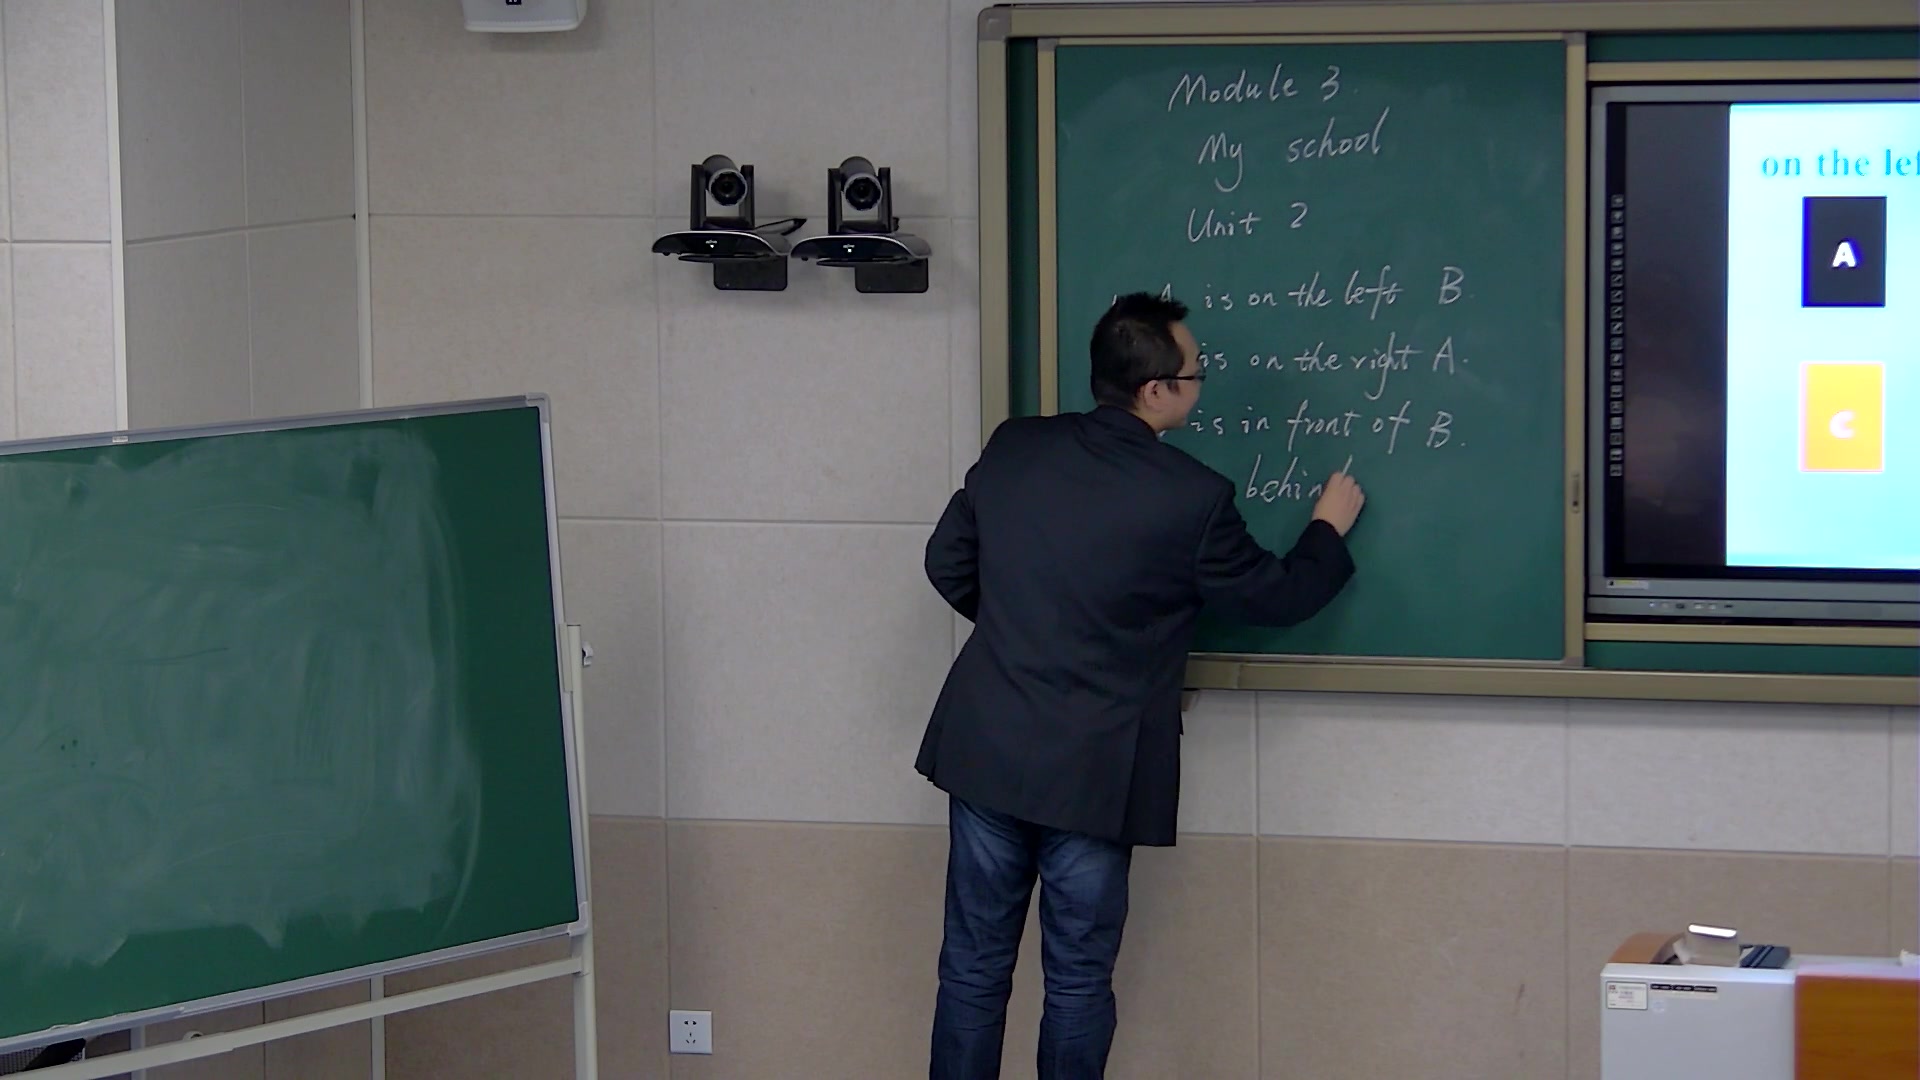 Module 3.
My school
Unit 2
A is on the left B.
is on the right A.
is in front of B.
behin
on the lef
A
C